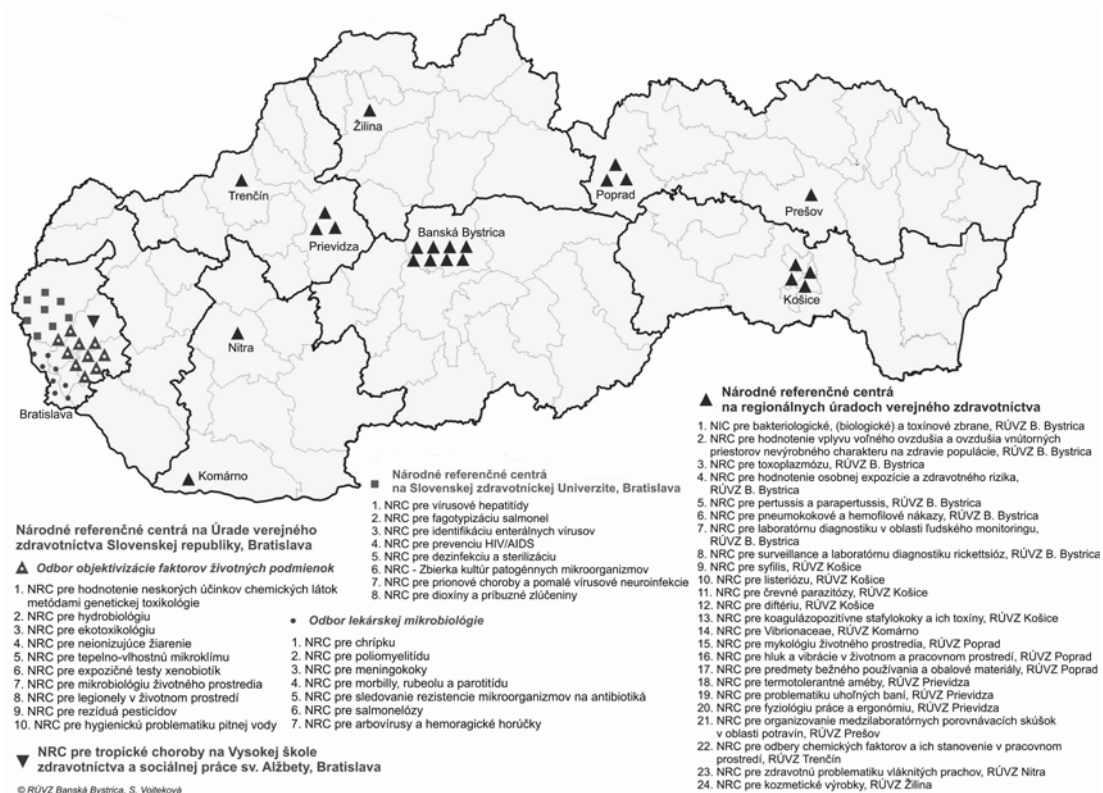 Žilina
Trenčín
Poprad
Prešov
Prievidza
Banská Bystrica
Košice
Nitra
Bratislava
Komárno
Národné referenčné centrá na Úrade verejného
zdravotníctva Slovenskej republiky, Bratislava
Odbor objektivizácie faktorov životných podmienok
1. NRC pre hodnotenie neskorých účinkov chemických látok
metódami genetickej toxikológie
2. NRC pre hydrobiológiu
3. NRC pre ekotoxikológiu
4. NRC pre neionizujúce žiarenie
5. NRC pre tepelno-vlhostnú mikroklímu
6. NRC pre expozičné testy xenobiotík
7. NRC pre mikrobiológiu životného prostredia
8. NRC pre legionely v životnom prostredí
9. NRC pre rezíduá pesticídov
10. NRC pre hygienickú problematiku pitnej vody
NRC pre tropické choroby na Vysokej škole
zdravotníctva a sociálnej práce sv. Alžbety, Bratislava
© RÚVZ Banská Bystrica, S. Vojteková
Národné referenčné centrá
na Slovenskej zdravotníckej Univerzite, Bratislava
1. NRC pre vírusové hepatitídy
2. NRC pre fagotypizáciu salmonel
3. NRC pre identifikáciu enterálnych vírusov
4. NRC pre prevenciu HIV/AIDS
5. NRC pre dezinfekciu a sterilizáciu
6. NRC - Zbierka kultúr patogénnych mikroorganizmov
7. NRC pre priónové choroby a pomalé vírusové neuroinfekcie
8. NRC pre dioxíny a príbuzné zlúčeniny
Odbor lekárskej mikrobiológie
1. NRC pre chrípku
2. NRC pre poliomyelitídu
3. NRC pre meningokoky
4. NRC pre morbilly, rubeolu a parotitídu
5. NRC pre sledovanie rezistencie mikroorganizmov na antibiotiká
6. NRC pre salmonelózy
7. NRC pre arbovírusy a hemoragické horúčky
Národné referenčné centrá
na regionálnych úradoch verejného zdravotníctva
1. NIC pre bakteriologické, (biologické) a toxínové zbrane, RÚVZ B. Bystrica
2. NRC pre hodnotenie vplyvu voľného ovzdušia a ovzdušia vnútorných
priestorov nevýrobného charakteru na zdravie populácie, RÚVZ B. Bystrica
3. NRC pre toxoplazmózu, RÚVZ B. Bystrica
4. NRC pre hodnotenie osobnej expozície a zdravotného rizika,
RÚVZ B. Bystrica
5. NRC pre pertussis a parapertussis, RÚVZ B. Bystrica
6. NRC pre pneumokokové a hemofilové nákazy, RÚVZ B. Bystrica
7. NRC pre laboratórnu diagnostiku v oblasti ľudského monitoringu,
RÚVZ B. Bystrica
8. NRC pre surveillance a laboratórnu diagnostiku rickettsióz, RÚVZ B. Bystrica
9. NRC pre syfilis, RÚVZ Košice
10. NRC pre listeriózu, RÚVZ Košice
11. NRC pre črevné parazitózy, RÚVZ Košice
12. NRC pre diftériu, RÚVZ Košice
13. NRC pre koagulázopozitívne stafylokoky a ich toxíny, RÚVZ Košice
14. NRC pre Vibrionaceae, RÚVZ Komárno
15. NRC pre mykológiu životného prostredia, RÚVZ Poprad
16. NRC pre hluk a vibrácie v životnom a pracovnom prostredí, RÚVZ Poprad
17. NRC pre predmety bežného používania a obalové materiály, RÚVZ Poprad
18. NRC pre termotolerantné améby, RÚVZ Prievidza
19. NRC pre problematiku uhoľných baní, RÚVZ Prievidza
20. NRC pre fyziológiu práce a ergonómiu, RÚVZ Prievidza
21. NRC pre organizovanie medzilaboratórnych porovnávacích skúšok
v oblasti potravín, RÚVZ Prešov
22. NRC pre odbery chemických faktorov a ich stanovenie v pracovnom
prostredí, RÚVZ Trenčín
23. NRC pre zdravotnú problematiku vláknitých prachov, RÚVZ Nitra
24. NRC pre kozmetické výrobky, RÚVZ Žilina